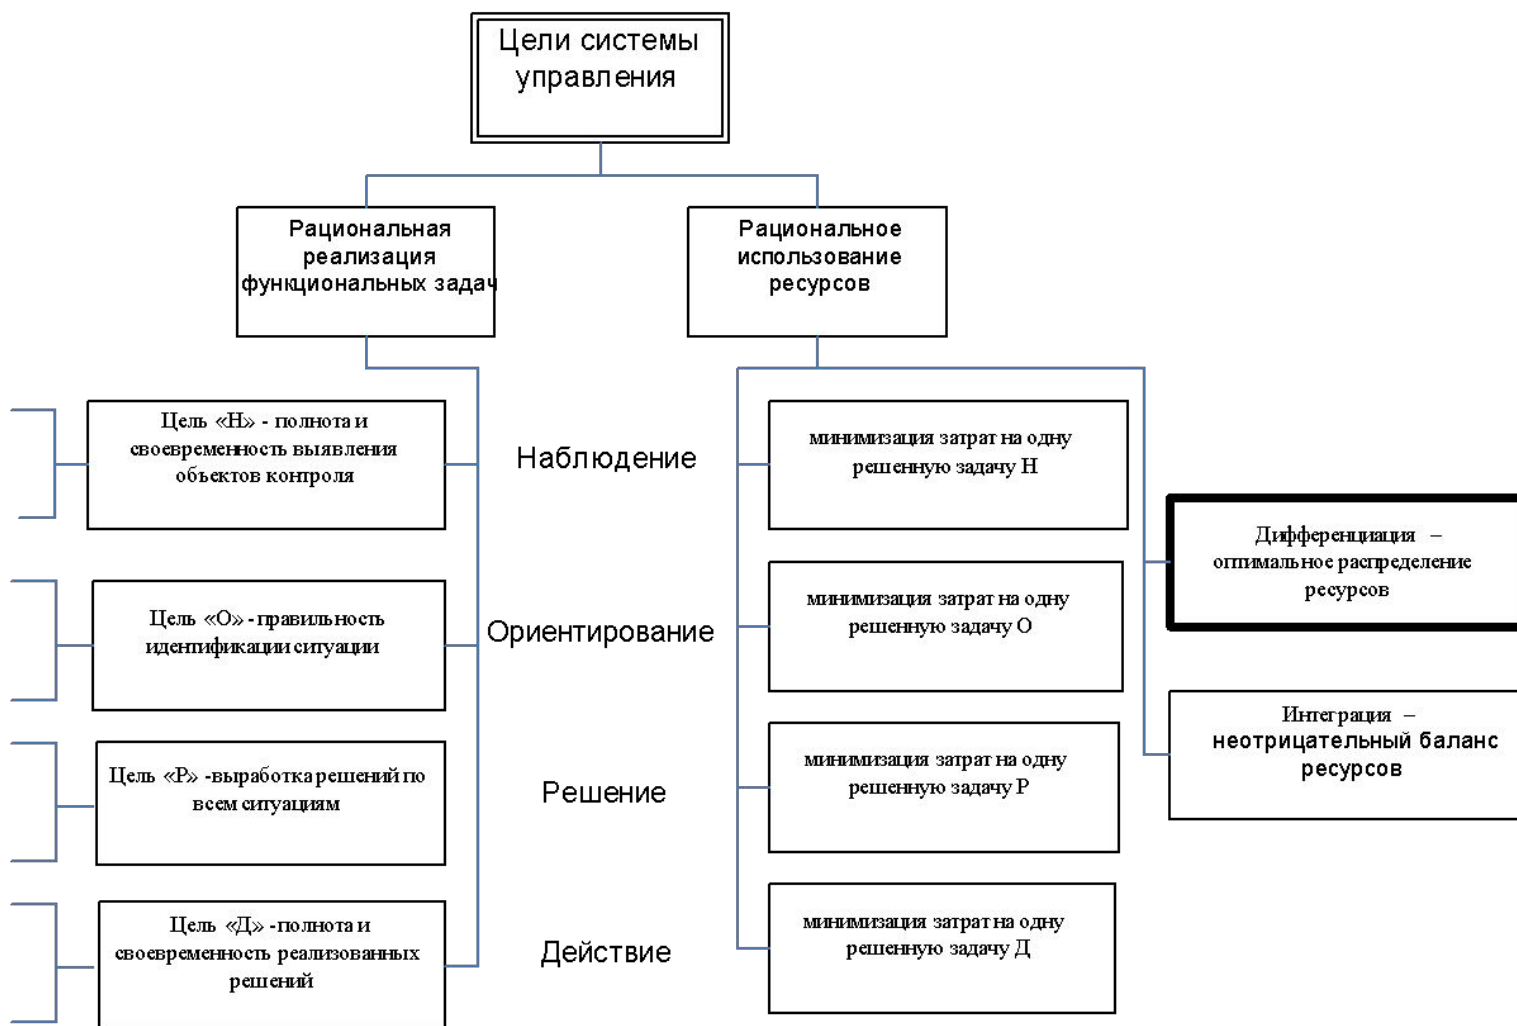 Цели системы
управления
Рациональная
реализация
функциональных задач
Рациональное
использование
ресурсов
Цель «Н» - полнота и
своевременность выявления
объектов контроля
Наблюдение
минимизация затрат на одну
решенную задачу Н
Дифференциация –
оптимальное распределение
ресурсов
Цель «О» - правильность
идентификации ситуации
Ориентирование
минимизация затрат на одну
решенную задачу О
Интеграция –
неотрицательный баланс
ресурсов
Цель «Р» -выработка решений по
всем ситуациям
Решение
минимизация затрат на одну
решенную задачу Р
Цель «Д» -полнота и
своевременность реализованных
решений
Действие
минимизация затрат на одну
решенную задачу Д